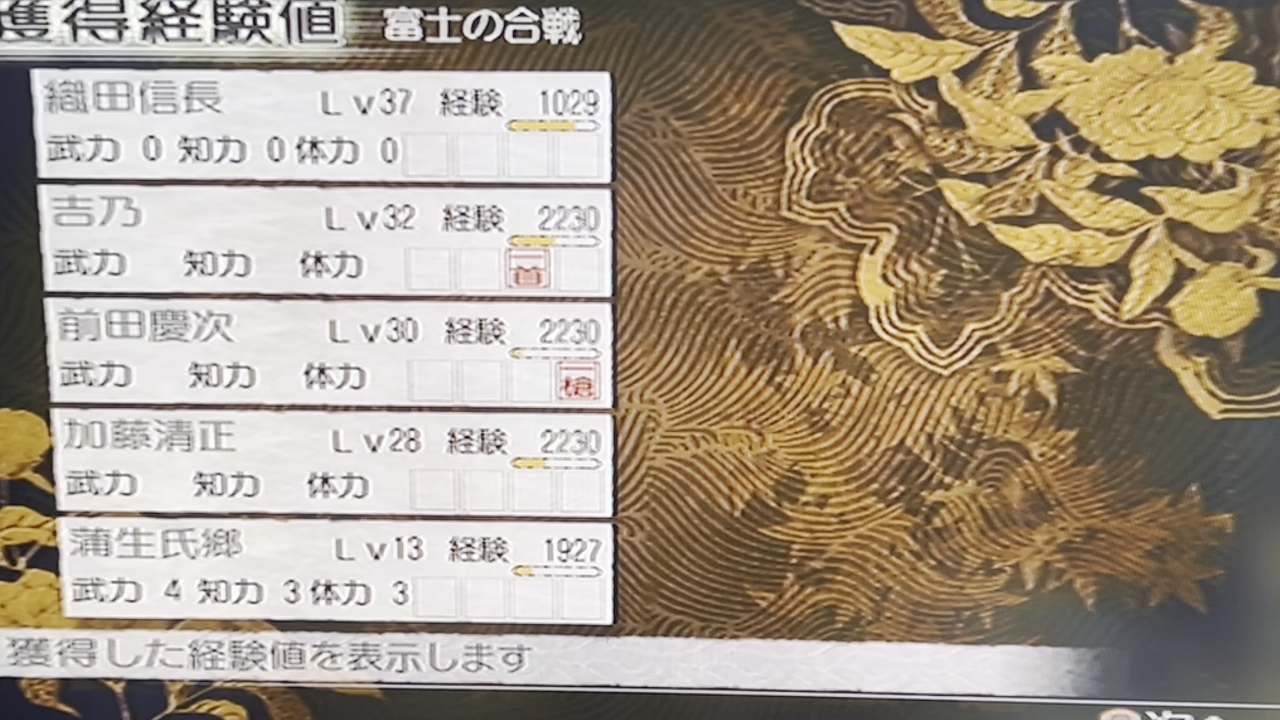 獲得経験値 富士の合戦
織田信長 Lv37 経験 1029
武力 0 知力 0 体力 0
吉乃 Lv32 経験 2230
武力 知力 体力 首
前田慶次 Lv30 経験 2230
武力 知力 体力 槍
加藤清正 Lv28 経験 2230
武力 知力 体力
蒲生氏郷 Lv13 経験 1927
武力 4 知力 3 体力 3
獲得した経験値を表示します